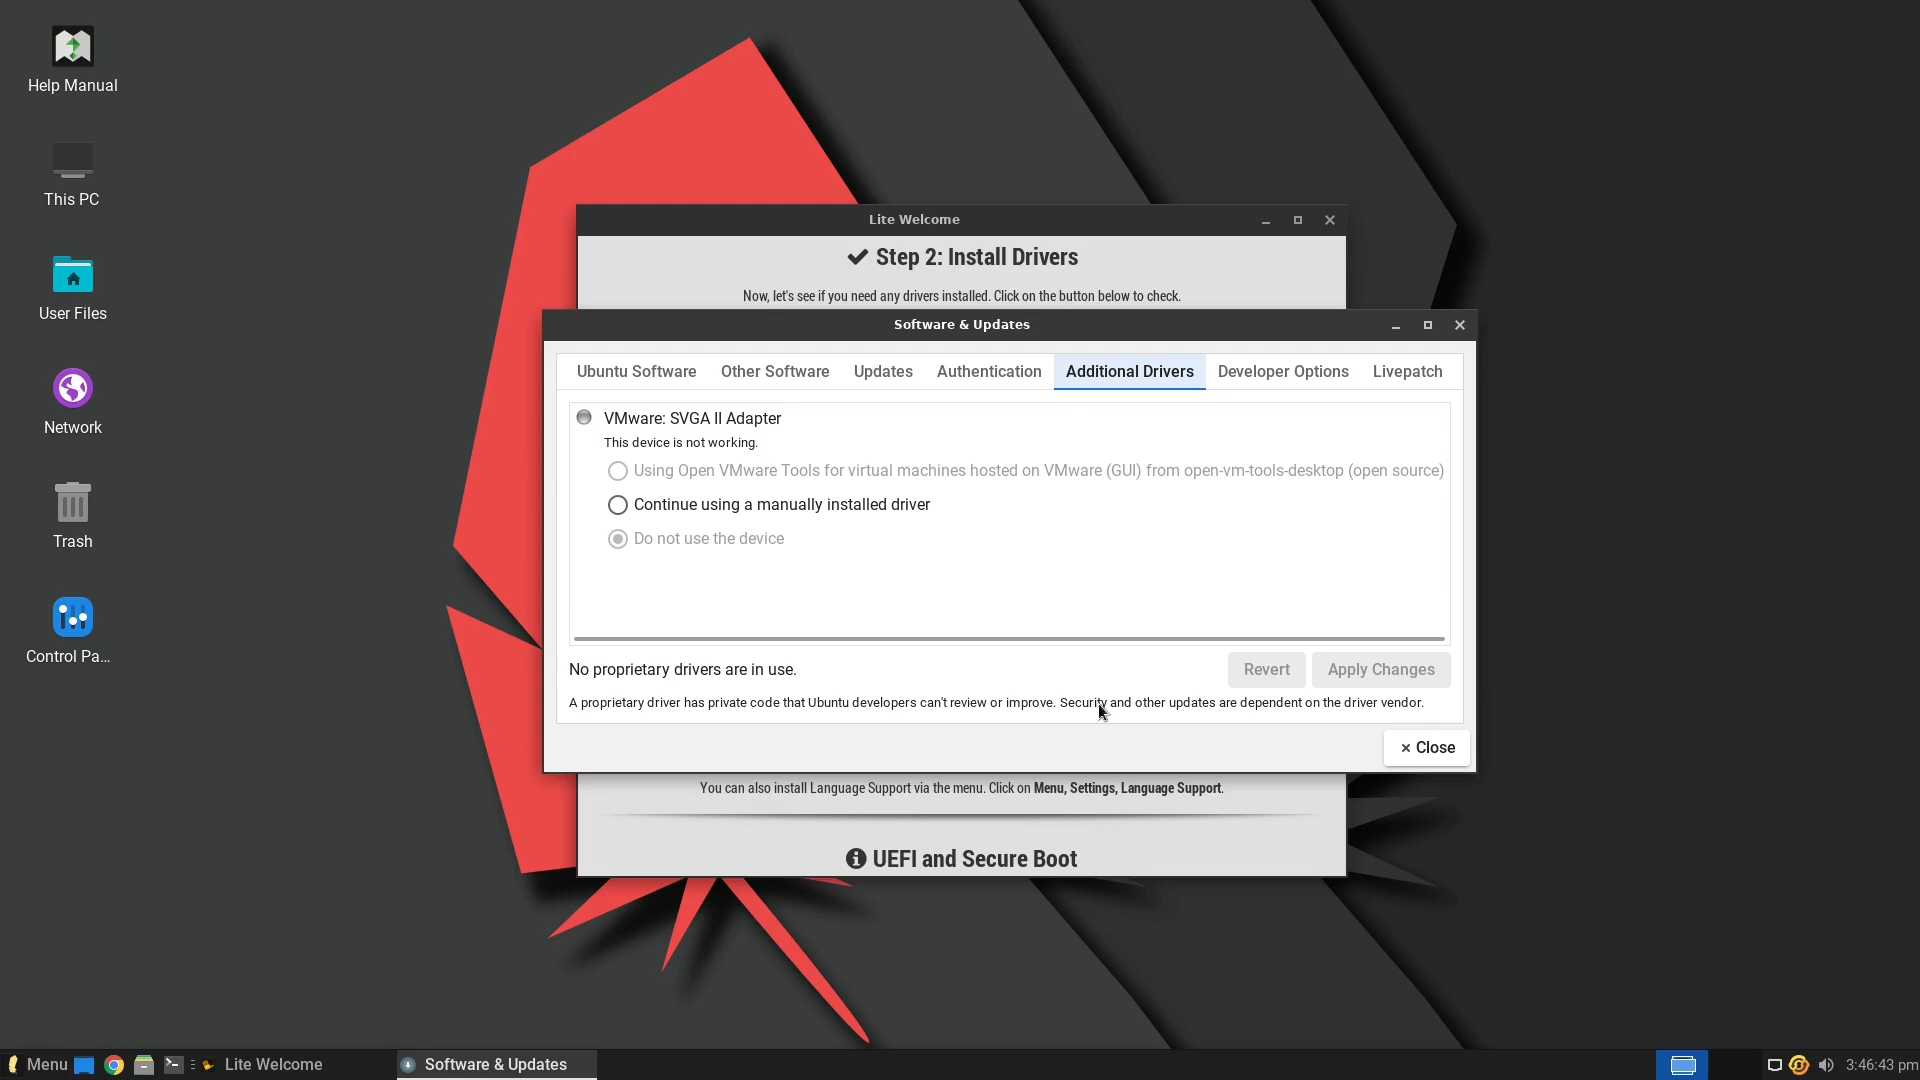 Help Manual
This PC
User Files
Network
Trash
Control Pa...
Lite Welcome
Step 2: Install Drivers
Now, let's see if you need any drivers installed. Click on the button below to check.
Software & Updates
Ubuntu Software Other Software Updates Authentication Additional Drivers Developer Options Livepatch
VMware: SVGA II Adapter
This device is not working.
Using Open VMware Tools for virtual machines hosted on VMware (GUI) from open-vm-tools-desktop (open source)
Continue using a manually installed driver
Do not use the device
No proprietary drivers are in use. Revert Apply Changes
A proprietary driver has private code that Ubuntu developers can't review or improve. Security and other updates are dependent on the driver vendor.
Close
You can also install Language Support via the menu. Click on Menu, Settings, Language Support.
UEFI and Secure Boot
Menu Lite Welcome Software & Updates 3:46:43 pm